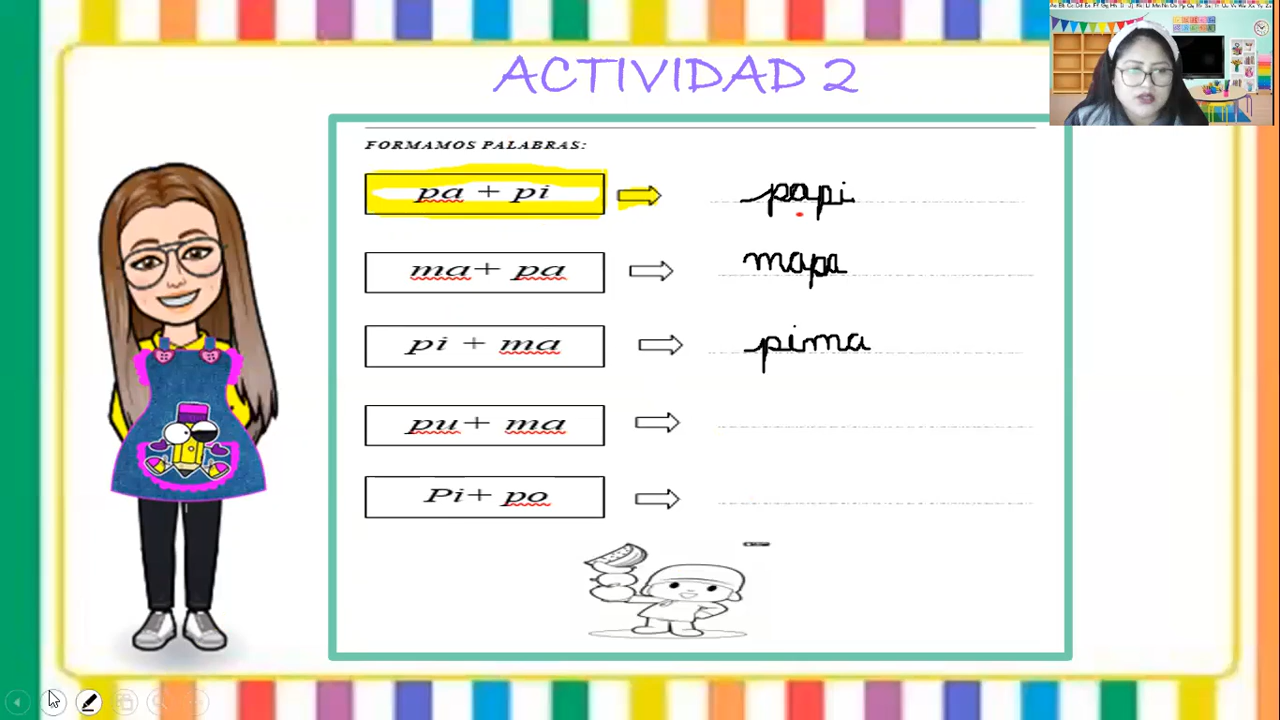 ACTIVIDAD 2
FORMAMOS PALABRAS:
pa + pi papi
ma+ pa mapa
pi + ma pima
pu+ ma
Pi+ po